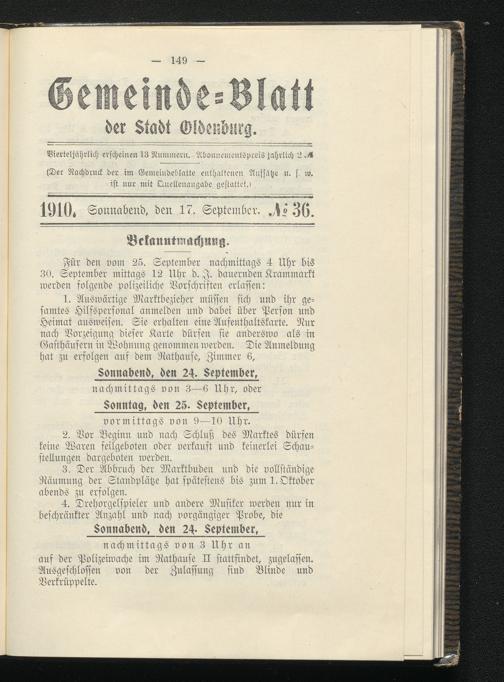 — 149 —
Gemeinde=Blatt
der Stadt Oldenburg.
Vierteljährlich erscheinen 13 Nummern. Abonnementspreis jährlich 2 ℳ
(Der Nachdruck der im Gemeindeblatte enthaltenen Aufsätze u. s. w.
ist nur mit Quellenangabe gestattet.)
1910. Sonnabend, den 17. September. № 36.
Bekanntmachung.
Für den vom 25. September nachmittags 4 Uhr bis
30. September mittags 12 Uhr d. J. dauernden Krammarkt
werden folgende polizeiliche Vorschriften erlassen:
1. Auswärtige Marktbezieher müssen sich und ihr ge-
samtes Hilfspersonal anmelden und dabei über Person und
Heimat ausweisen. Sie erhalten eine Aufenthaltskarte. Nur
nach Vorzeigung dieser Karte dürfen sie anderswo als in
Gasthäusern in Wohnung genommen werden. Die Anmeldung
hat zu erfolgen auf dem Rathause, Zimmer 6,
Sonnabend, den 24. September,
nachmittags von 3—6 Uhr, oder
Sonntag, den 25. September,
vormittags von 9—10 Uhr.
2. Vor Beginn und nach Schluß des Marktes dürfen
keine Waren feilgeboten oder verkauft und keinerlei Schau-
stellungen dargeboten werden.
3. Der Abbruch der Marktbuden und die vollständige
Räumung der Standplätze hat spätestens bis zum 1. Oktober
abends zu erfolgen.
4. Drehorgelspieler und andere Musiker werden nur in
beschränkter Anzahl und nach vorgängiger Probe, die
Sonnabend, den 24. September,
nachmittags von 3 Uhr an
auf der Polizeiwache im Rathause II stattfindet, zugelassen.
Ausgeschlossen von der Zulassung sind Blinde und
Verkrüppelte.